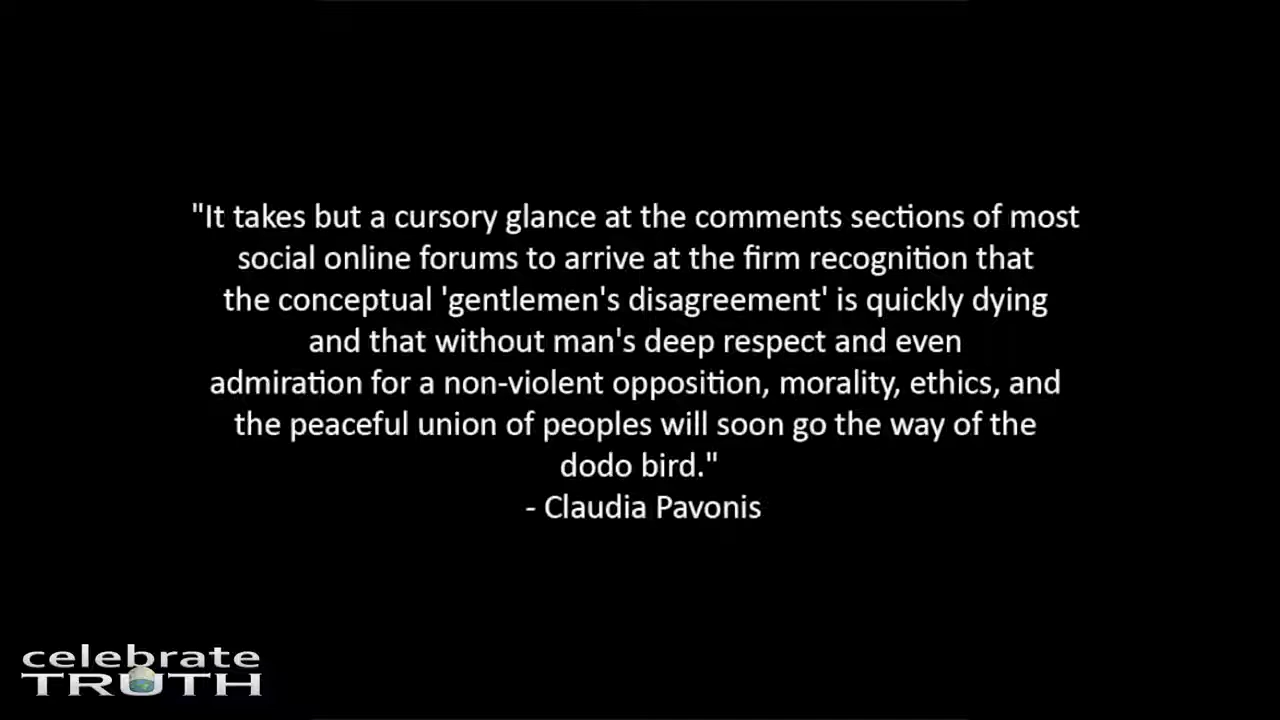 "It takes but a cursory glance at the comments sections of most
social online forums to arrive at the firm recognition that
the conceptual 'gentlemen's disagreement' is quickly dying
and that without man's deep respect and even
admiration for a non-violent opposition, morality, ethics, and
the peaceful union of peoples will soon go the way of the
dodo bird."
- Claudia Pavonis
celebrate
TRUTH